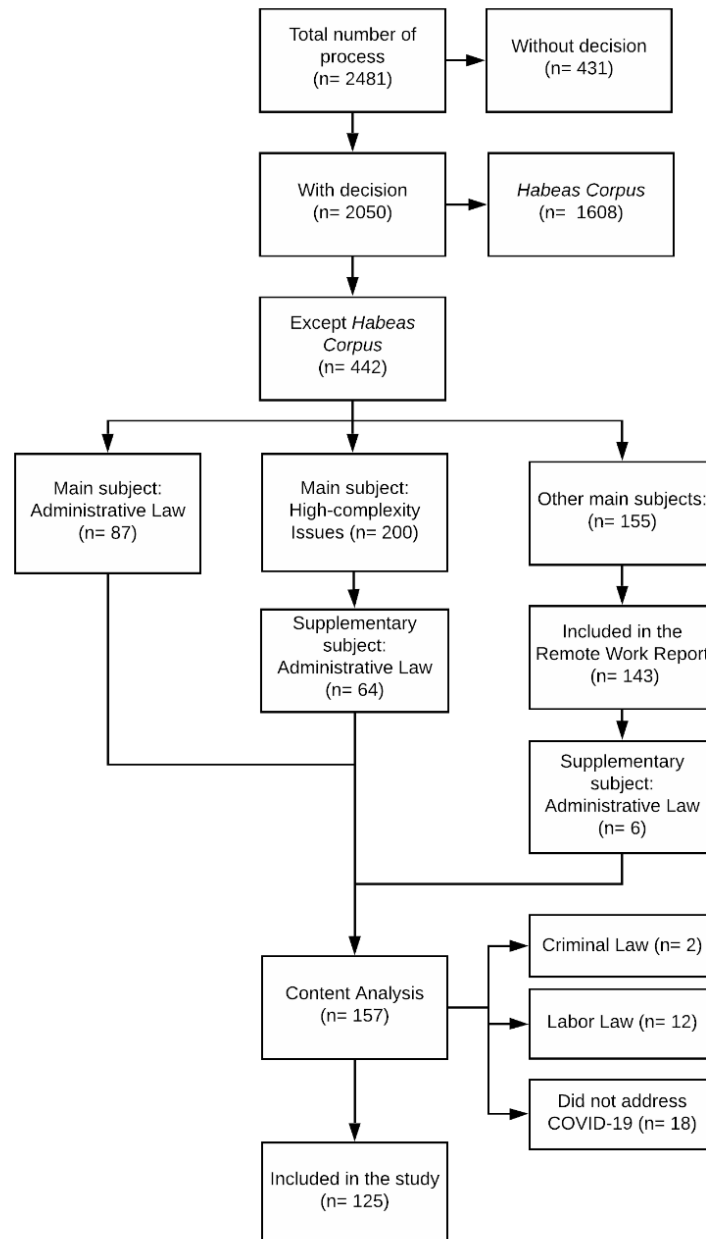 Total number of
process
(n= 2481)
Without decision
(n= 431)
With decision
(n= 2050)
Habeas Corpus
(n=  1608)
Except Habeas
Corpus
(n= 442)
Main subject:
Administrative Law
(n= 87)
Main subject:
High-complexity
Issues (n= 200)
Other main subjects:
(n= 155)
Supplementary
subject:
Administrative Law
(n= 64)
Included in the
Remote Work Report
(n= 143)
Supplementary
subject:
Administrative Law
(n= 6)
Content Analysis
(n= 157)
Criminal Law (n= 2)
Labor Law (n= 12)
Did not address
COVID-19 (n= 18)
Included in the study
(n= 125)